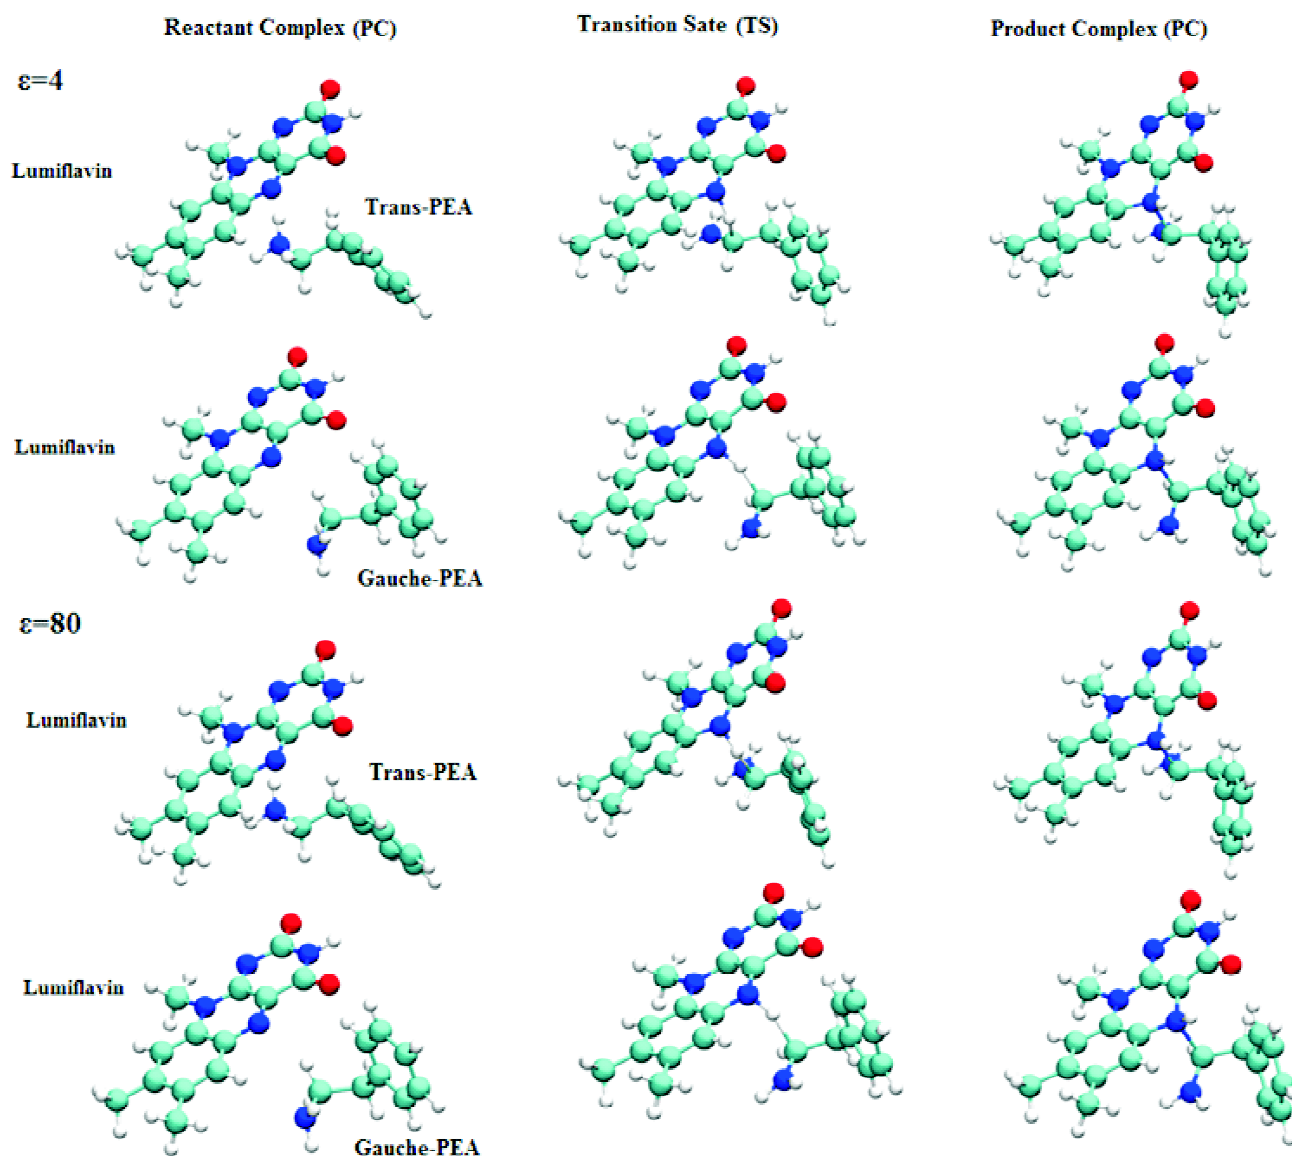 Reactant Complex (PC)
Transition Sate (TS)
Product Complex (PC)
ε=4
Lumiflavin
Trans-PEA
Lumiflavin
Gauche-PEA
ε=80
Lumiflavin
Trans-PEA
Lumiflavin
Gauche-PEA